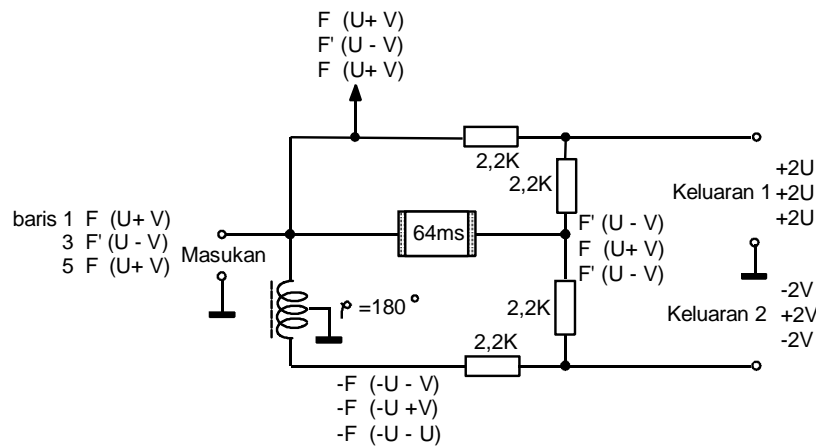 F (U+ V)
F' (U - V)
F (U+ V)
2,2K
2,2K
+2U
Keluaran 1 +2U
+2U
baris 1 F (U+ V)
3 F' (U - V)
5 F (U+ V)
Masukan
64ms
F' (U - V)
F (U+ V)
F' (U - V)
=180°
2,2K
-2V
Keluaran 2 +2V
-2V
2,2K
-F (-U - V)
-F (-U +V)
-F (-U - U)